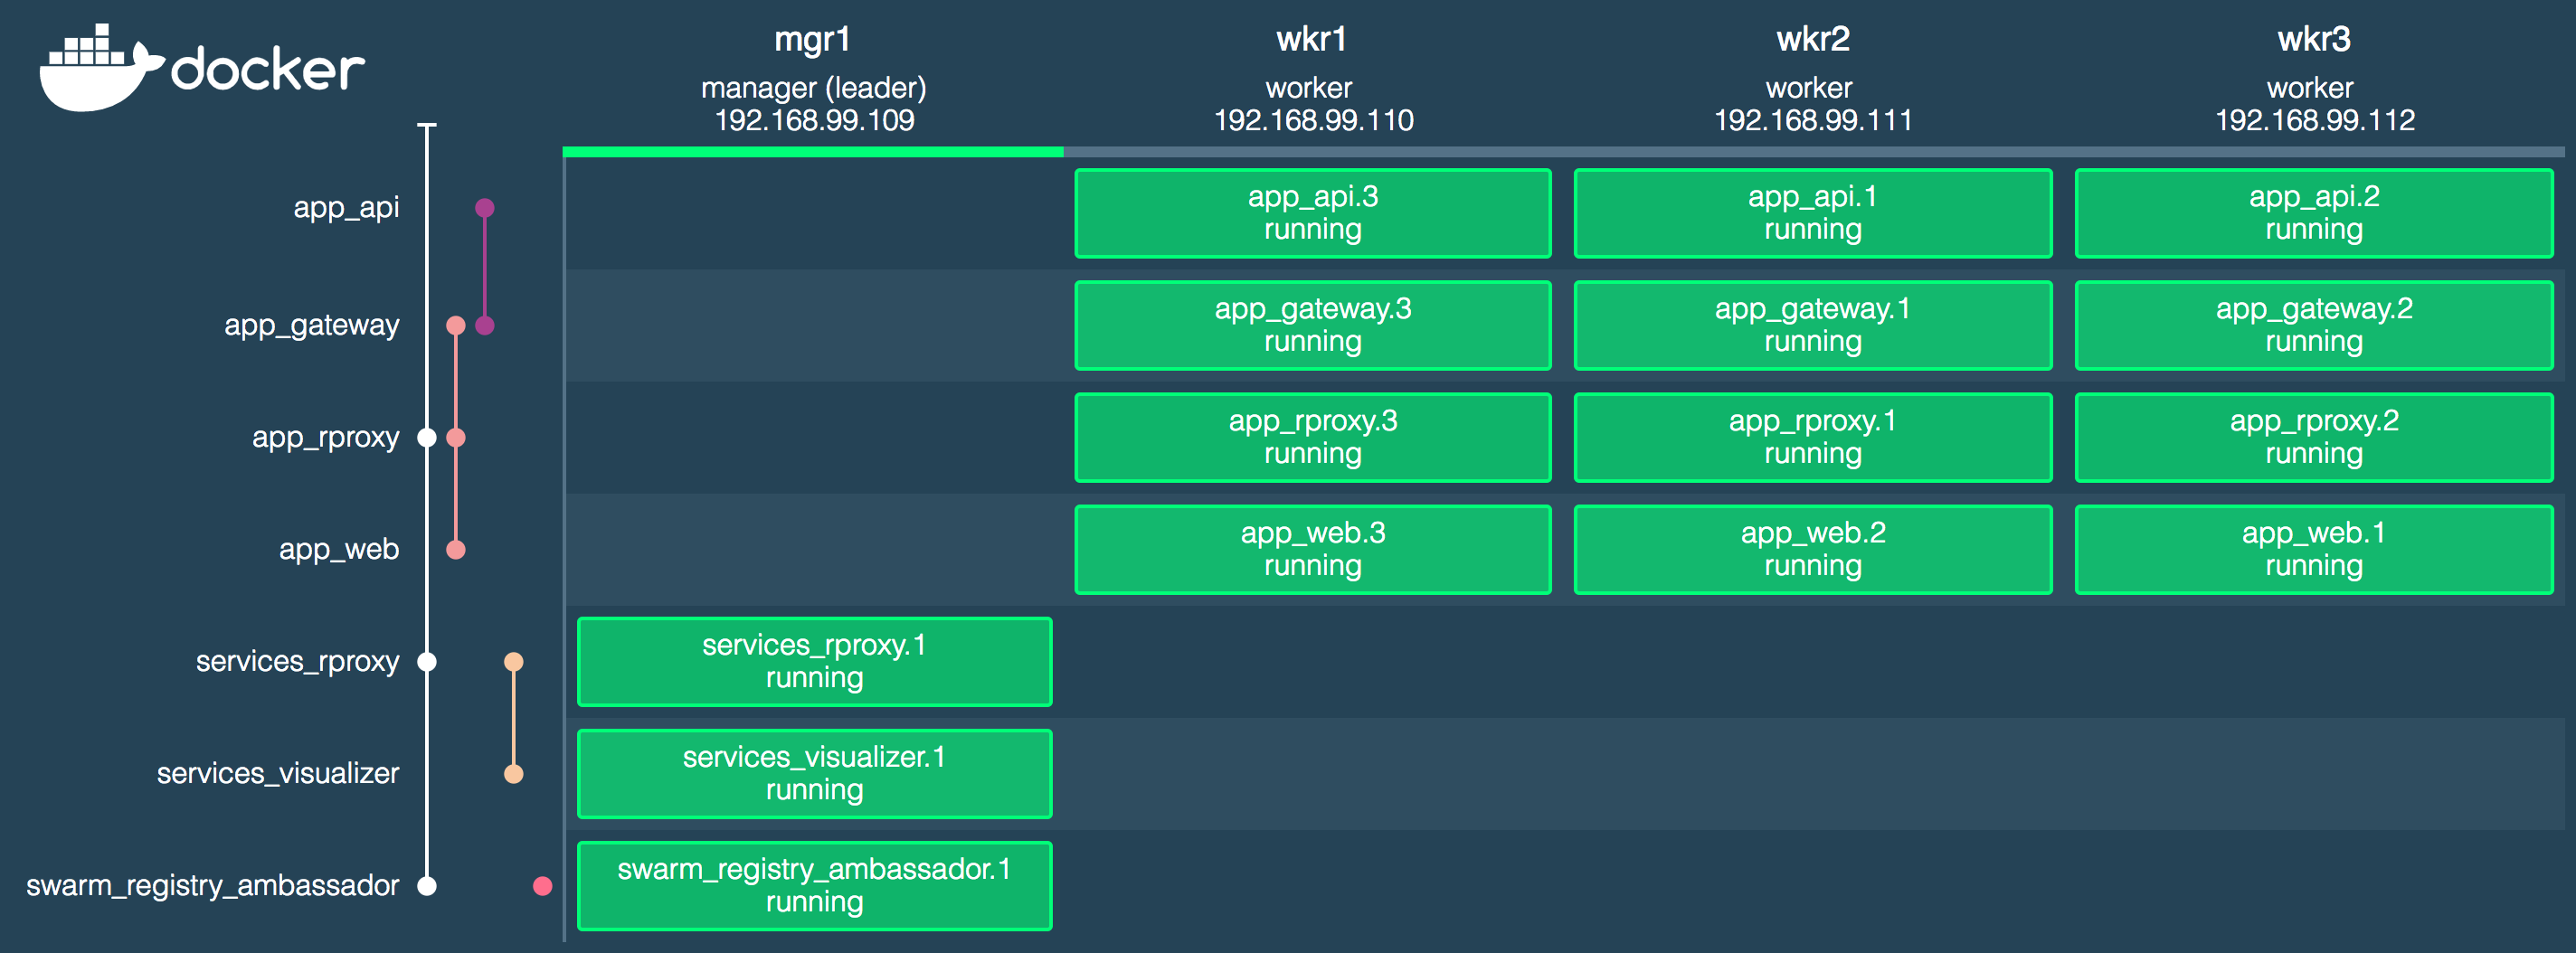 docker
mgr1
manager (leader)
192.168.99.109
wkr1
worker
192.168.99.110
wkr2
worker
192.168.99.111
wkr3
worker
192.168.99.112
app_api
app_api.3
running
app_api.1
running
app_api.2
running
app_gateway
app_gateway.3
running
app_gateway.1
running
app_gateway.2
running
app_rproxy
app_rproxy.3
running
app_rproxy.1
running
app_rproxy.2
running
app_web
app_web.3
running
app_web.2
running
app_web.1
running
services_rproxy
services_rproxy.1
running
services_visualizer
services_visualizer.1
running
swarm_registry_ambassador
swarm_registry_ambassador.1
running